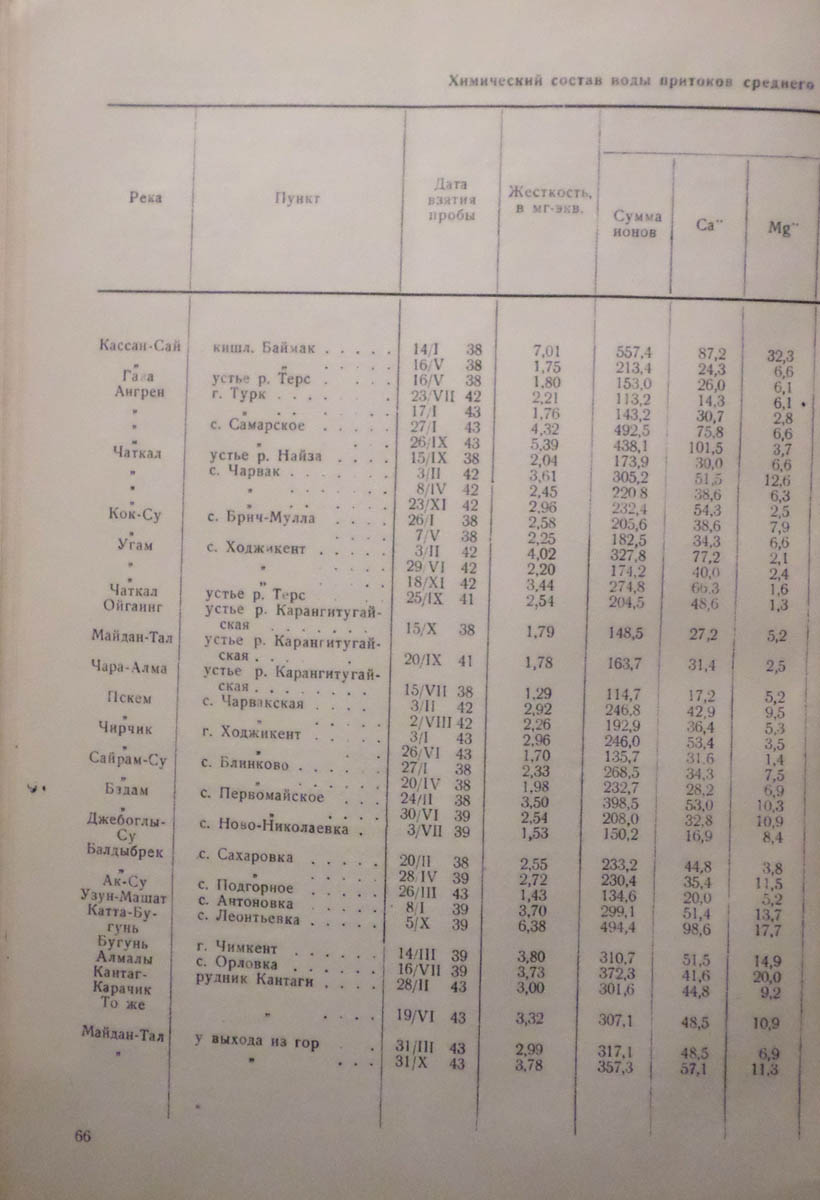 Химический состав воды притоков среднего
Река Пункт Дата взятия пробы Жесткость, в мг-экв. Сумма ионов Ca¨ Mg¨
Кассан-Сай кишл. Баймак . . . . . 14/I 38 7,01 557,4 87,2 32,3
„ „ . . . . . 16/V 38 1,75 213,4 24,3 6,6
устье р. Терс . . . . 16/V 38 1,80 153,0 26,0 6,1
Ангрен г. Турк . . . . . . 23/VII 42 2,21 113,2 14,3 6,1
„ „ . . . . . 17/I 43 1,76 143,2 30,7 2,8
„ с. Самарское . . . . . 27/I 43 4,32 492,5 75,8 6,6
„ „ . . . . . 26/IX 43 5,39 438,1 101,5 3,7
Чаткал устье р. Найза . . . . 15/IX 38 2,04 173,9 30,0 6,6
„ с. Чарвак . . . . . . 3/II 42 3,61 305,2 51,5 12,6
„ „ . . . . . . 8/IV 42 2,45 220 8 38,6 6,3
„ „ . . . . . . 23/XI 42 2,96 232,4 54,3 2,5
Кок-Су с. Брич-Мулла . . . . 26/I 38 2,58 205,6 38,6 7,9
„ . . . . 7/V 38 2,25 182,5 34,3 6,6
Угам с. Ходжикент . . . . . 3/II 42 4,02 327,8 77,2 2,1
„ „ . . . . . 29 VI 42 2,20 174,2 40,0 2,4
„ „ . . . . . 18/XI 42 3,44 274,8 66,3 1,6
Чаткал устье р. Терс . . . . 25/IX 41 2,54 204,5 48,6 1,3
Ойгаинг устье р. Карангитугай-
ская . . . . . . . 15/X 38 1,79 148,5 27,2 5,2
Майдан-Тал устье р. Карангитугай-
ская . . . . 20/IX 41 1,78 163,7 31,4 2,5
Чара-Алма устье р. Карангитугай-
ская . . . . . . . . 15/VII 38 1,29 114,7 17,2 5,2
Пскем с. Чарвакская . . . . 3/II 42 2,92 246,8 42,9 9,5
„ „ . . . . . 2/VIII 42 2,26 192,9 36,4 5,3
Чирчик г. Ходжикент . . . . . 3/I 43 2,96 246,0 53,4 3,5
„ „ . . . 26/VI 43 1,70 135,7 31.6 1,4
Сайрам-Су с. Блинково . . . . . . 27/I 38 2,33 268,5 34,3 7,5
„ „ . . . . . 20/IV 38 1,98 232,7 28,2 6,9
Бадам с. Первомайское . . . 24/II 38 3,50 398,5 53,0 10,3
„ „ . . . . 30/VI 39 2,54 208,0 32,8 10,9
Джебоглы-
Су с. Ново-Николаевка . 3/VII 39 1,53 150,2 16,9 8,4
Балдыбрек с. Сахаровка . . . . . 20/II 38 2,55 233,2 44,8 3,8
„ „ . . . . . 28 IV 39 2,72 230,4 35,4 11,5
Ак-Су с. Подгорное . . . . . 26/III 43 1,43 134,6 20,0 5,2
Узун-Машат с. Антоновка . . . . . 8/I 39 3,70 299,1 51,4 13,7
Катта-Бу-
гунь с. Леонтьевка . . . . . 5/X 39 6,38 494,4 98,6 17,7
Бугунь г. Чимкент . . . . . 14/III 39 3,80 310,7 51,5 14,9
Алмалы с. Орловка . . . . . . 16/VII 39 3,73 372,3 41,6 20,0
Кантаг-
Карачик рудник Кантаги . . . . 28/II 43 3,00 301,6 44,8 9,2
То же „ . . . . 19/VI 43 3,32 307,1 48,5 10,9
Майдан-Тал у выхода из гор . 31/III 43 2,99 317,1 48,5 6,9
„ „ . . . 31/X 43 3,78 357,3 57,1 11,3
66